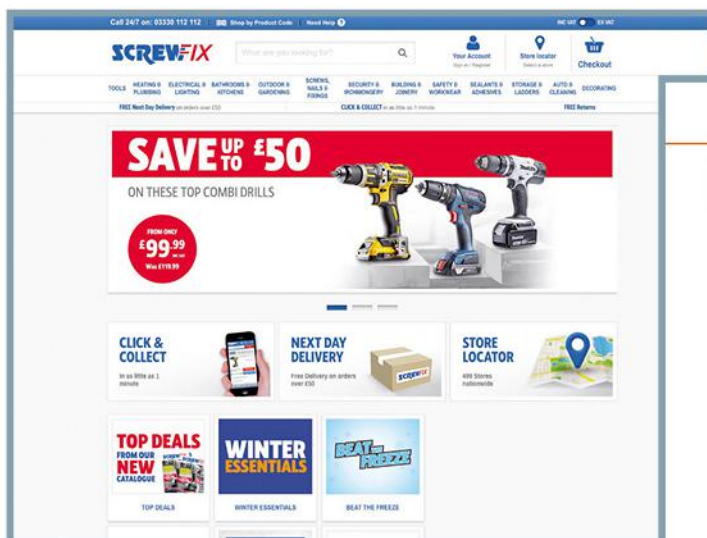 Call 24/7 on: 03330 112 112
Shop by Product Code
Need Help ?
INC VAT
EX VAT
SCREWFIX
What are you looking for?
Your Account
Sign in / Register
Store locator
Select a store
Checkout
TOOLS
HEATING &
PLUMBING
ELECTRICAL &
LIGHTING
BATHROOMS &
KITCHENS
OUTDOOR &
GARDENING
SCREWS,
NAILS &
FIXINGS
SECURITY &
IRONMONGERY
BUILDING &
JOINERY
SAFETY &
WORKWEAR
SEALANTS &
ADHESIVES
STORAGE &
LADDERS
AUTO &
CLEANING
DECORATING
FREE Next Day Delivery on orders over £50
CLICK & COLLECT in as little as 1 minute
FREE Returns
SAVE UP TO £50
ON THESE TOP COMBI DRILLS
FROM ONLY
£99.99
INC VAT
Was £119.99
CLICK &
COLLECT
In as little as 1
minute
NEXT DAY
DELIVERY
Free Delivery on orders
over £50
SCREWFIX
STORE
LOCATOR
499 Stores
nationwide
TOP DEALS
FROM OUR
NEW
CATALOGUE
TOP DEALS
WINTER
ESSENTIALS
WINTER ESSENTIALS
BEAT THE
FREEZE
BEAT THE FREEZE